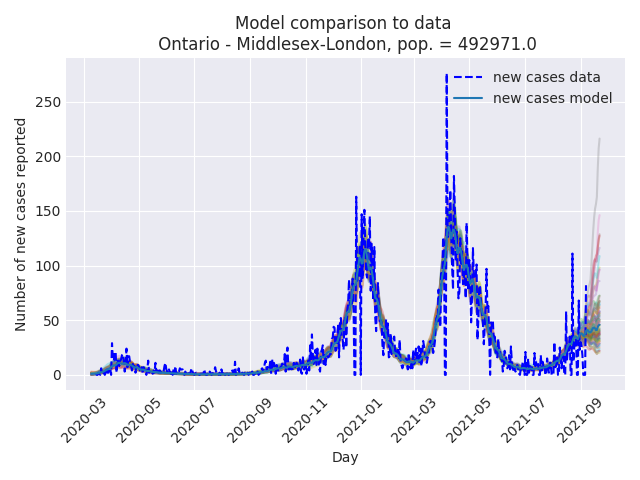 Model comparison to data
Ontario - Middlesex-London, pop. = 492971.0
new cases data
new cases model
Number of new cases reported
250
200
150
100
50
0
2020-03
2020-05
2020-07
2020-09
2020-11
2021-01
2021-03
2021-05
2021-07
2021-09
Day